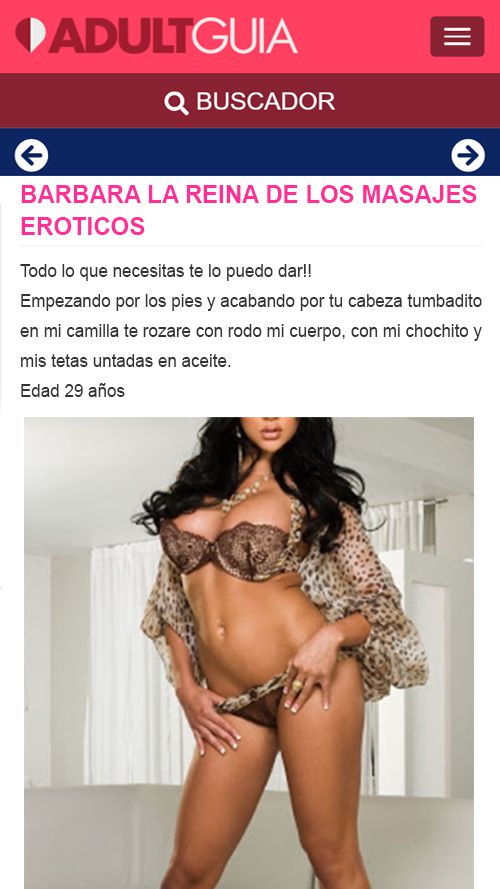 ADULTGUIA
BUSCADOR
BARBARA LA REINA DE LOS MASAJES
EROTICOS
Todo lo que necesitas te lo puedo dar!!
Empezando por los pies y acabando por tu cabeza tumbadito
en mi camilla te rozare con rodo mi cuerpo, con mi chochito y
mis tetas untadas en aceite.
Edad 29 años